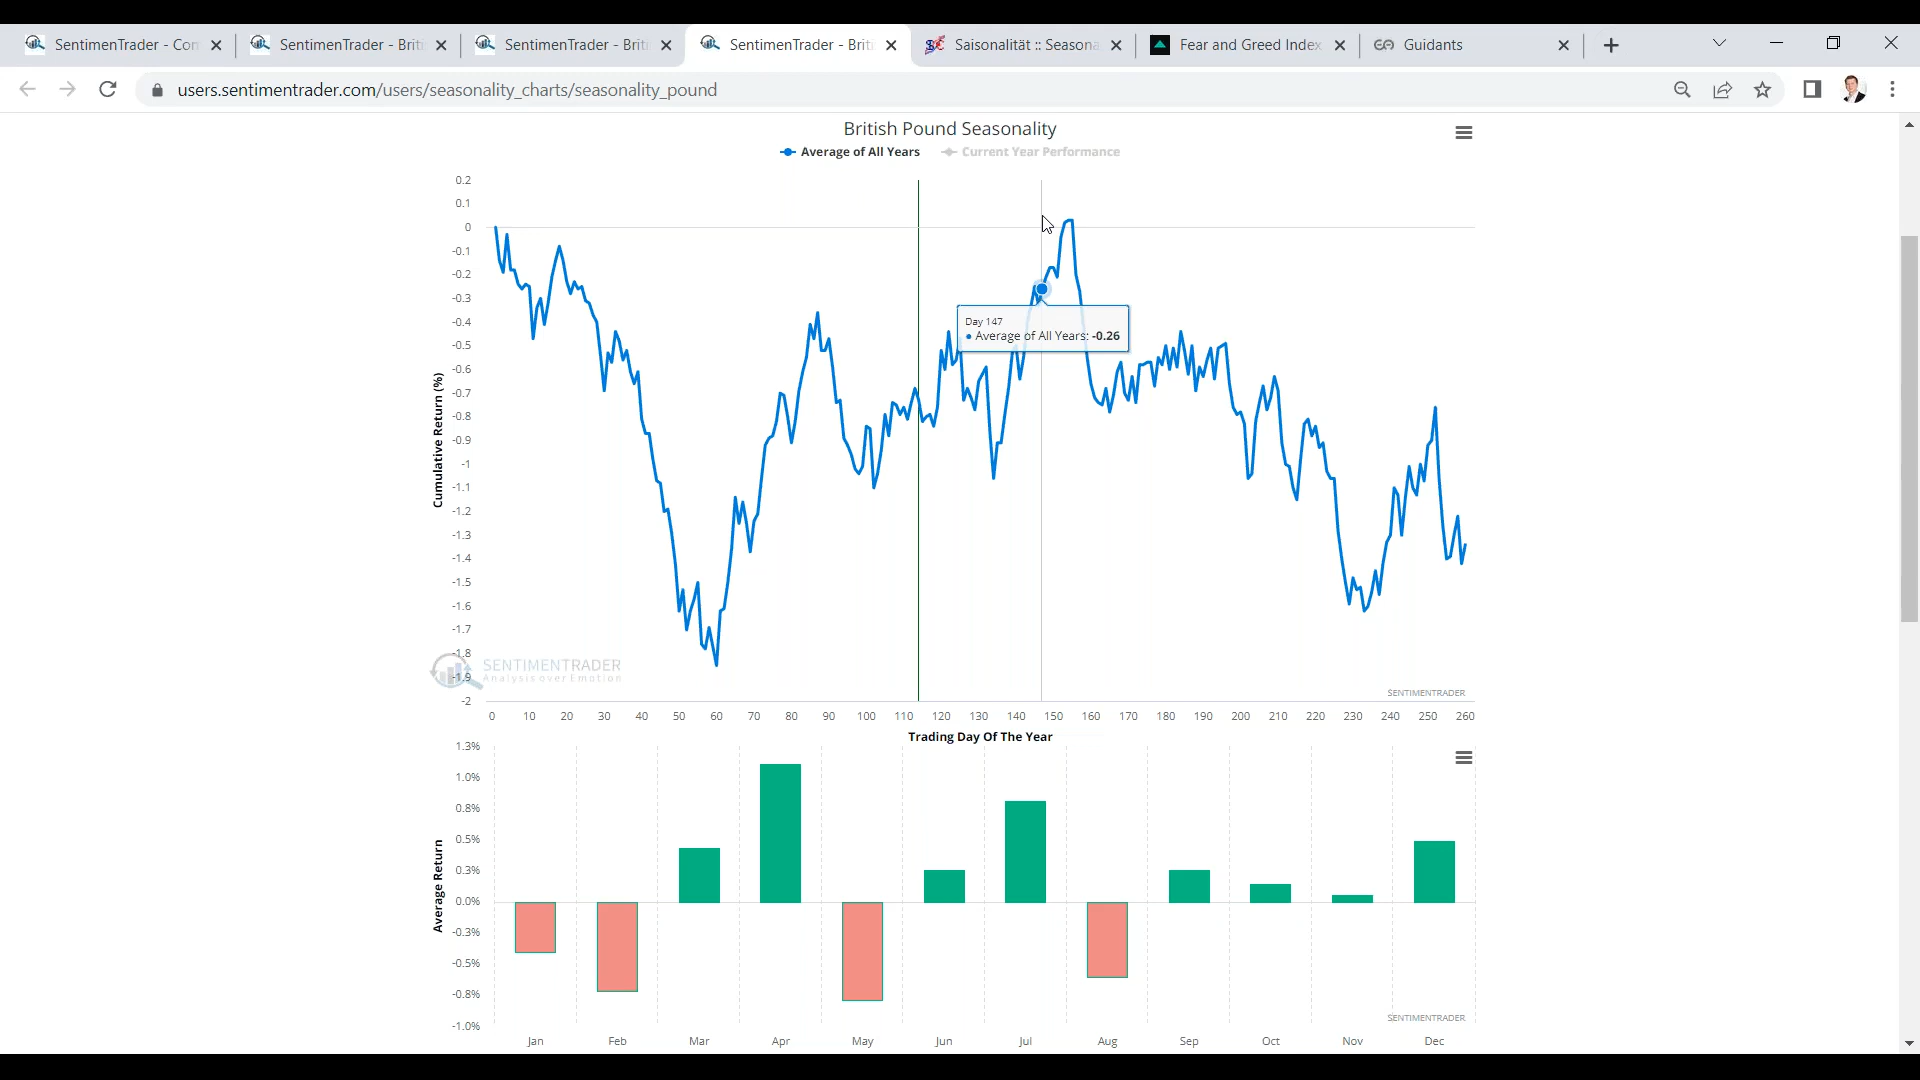 SentimenTrader - Con
SentimenTrader - Briti
SentimenTrader - Briti
SentimenTrader - Briti
Saisonalität :: Seasona
Fear and Greed Index
Guidants
users.sentimentrader.com/users/seasonality_charts/seasonality_pound
British Pound Seasonality
Average of All Years
Current Year Performance
0.2
0.1
0
-0.1
-0.2
-0.3
-0.4
-0.5
-0.6
-0.7
-0.8
-0.9
-1
-1.1
-1.2
-1.3
-1.4
-1.5
-1.6
-1.7
-1.8
-1.9
-2
Cumulative Return (%)
Day 147
Average of All Years: -0.26
SENTIMENTRADER
Analysis over Emotion
SENTIMENTRADER
0 10 20 30 40 50 60 70 80 90 100 110 120 130 140 150 160 170 180 190 200 210 220 230 240 250 260
Trading Day Of The Year
1.3%
1.0%
0.8%
0.5%
0.3%
0.0%
-0.3%
-0.5%
-0.8%
-1.0%
Average Return
SENTIMENTRADER
Jan Feb Mar Apr May Jun Jul Aug Sep Oct Nov Dec